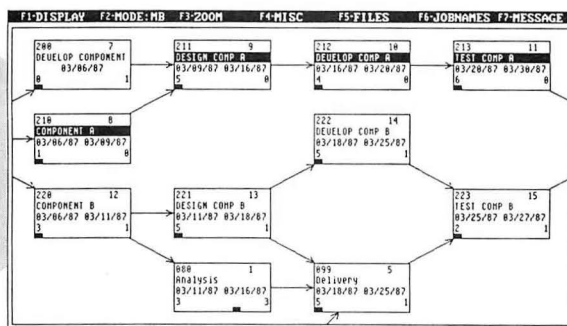 F1-DISPLAY F2-MODE:MB F3-ZOOM F4-MISC F5-FILES F6-JOBNAMES F7-MESSAGE
200 7
DEVELOP COMPONENT
03/06/87
0 1
211 9
DESIGN COMP A
03/09/87 03/16/87
5 0
212 10
DEVELOP COMP A
03/16/87 03/20/87
4 0
213 11
TEST COMP A
03/20/87 03/30/87
6 0
210 8
COMPONENT A
03/06/87 03/09/87
1 0
222 14
DEVELOP COMP B
03/18/87 03/25/87
5 1
220 12
COMPONENT B
03/06/87 03/11/87
3 1
221 13
DESIGN COMP B
03/11/87 03/18/87
5 1
223 15
TEST COMP B
03/25/87 03/27/87
2 1
080 1
Analysis
03/11/87 03/16/87
3 3
099 5
Delivery
03/18/87 03/25/87
5 1